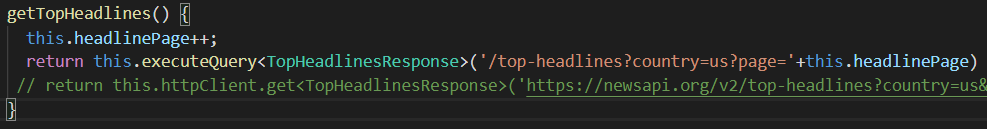 getTopHeadlines() {
this.headlinePage++;
return this.executeQuery<TopHeadlinesResponse>('/top-headlines?country=us?page='+this.headlinePage)
// return this.httpClient.get<TopHeadlinesResponse>('https://newsapi.org/v2/top-headlines?country=us&
}